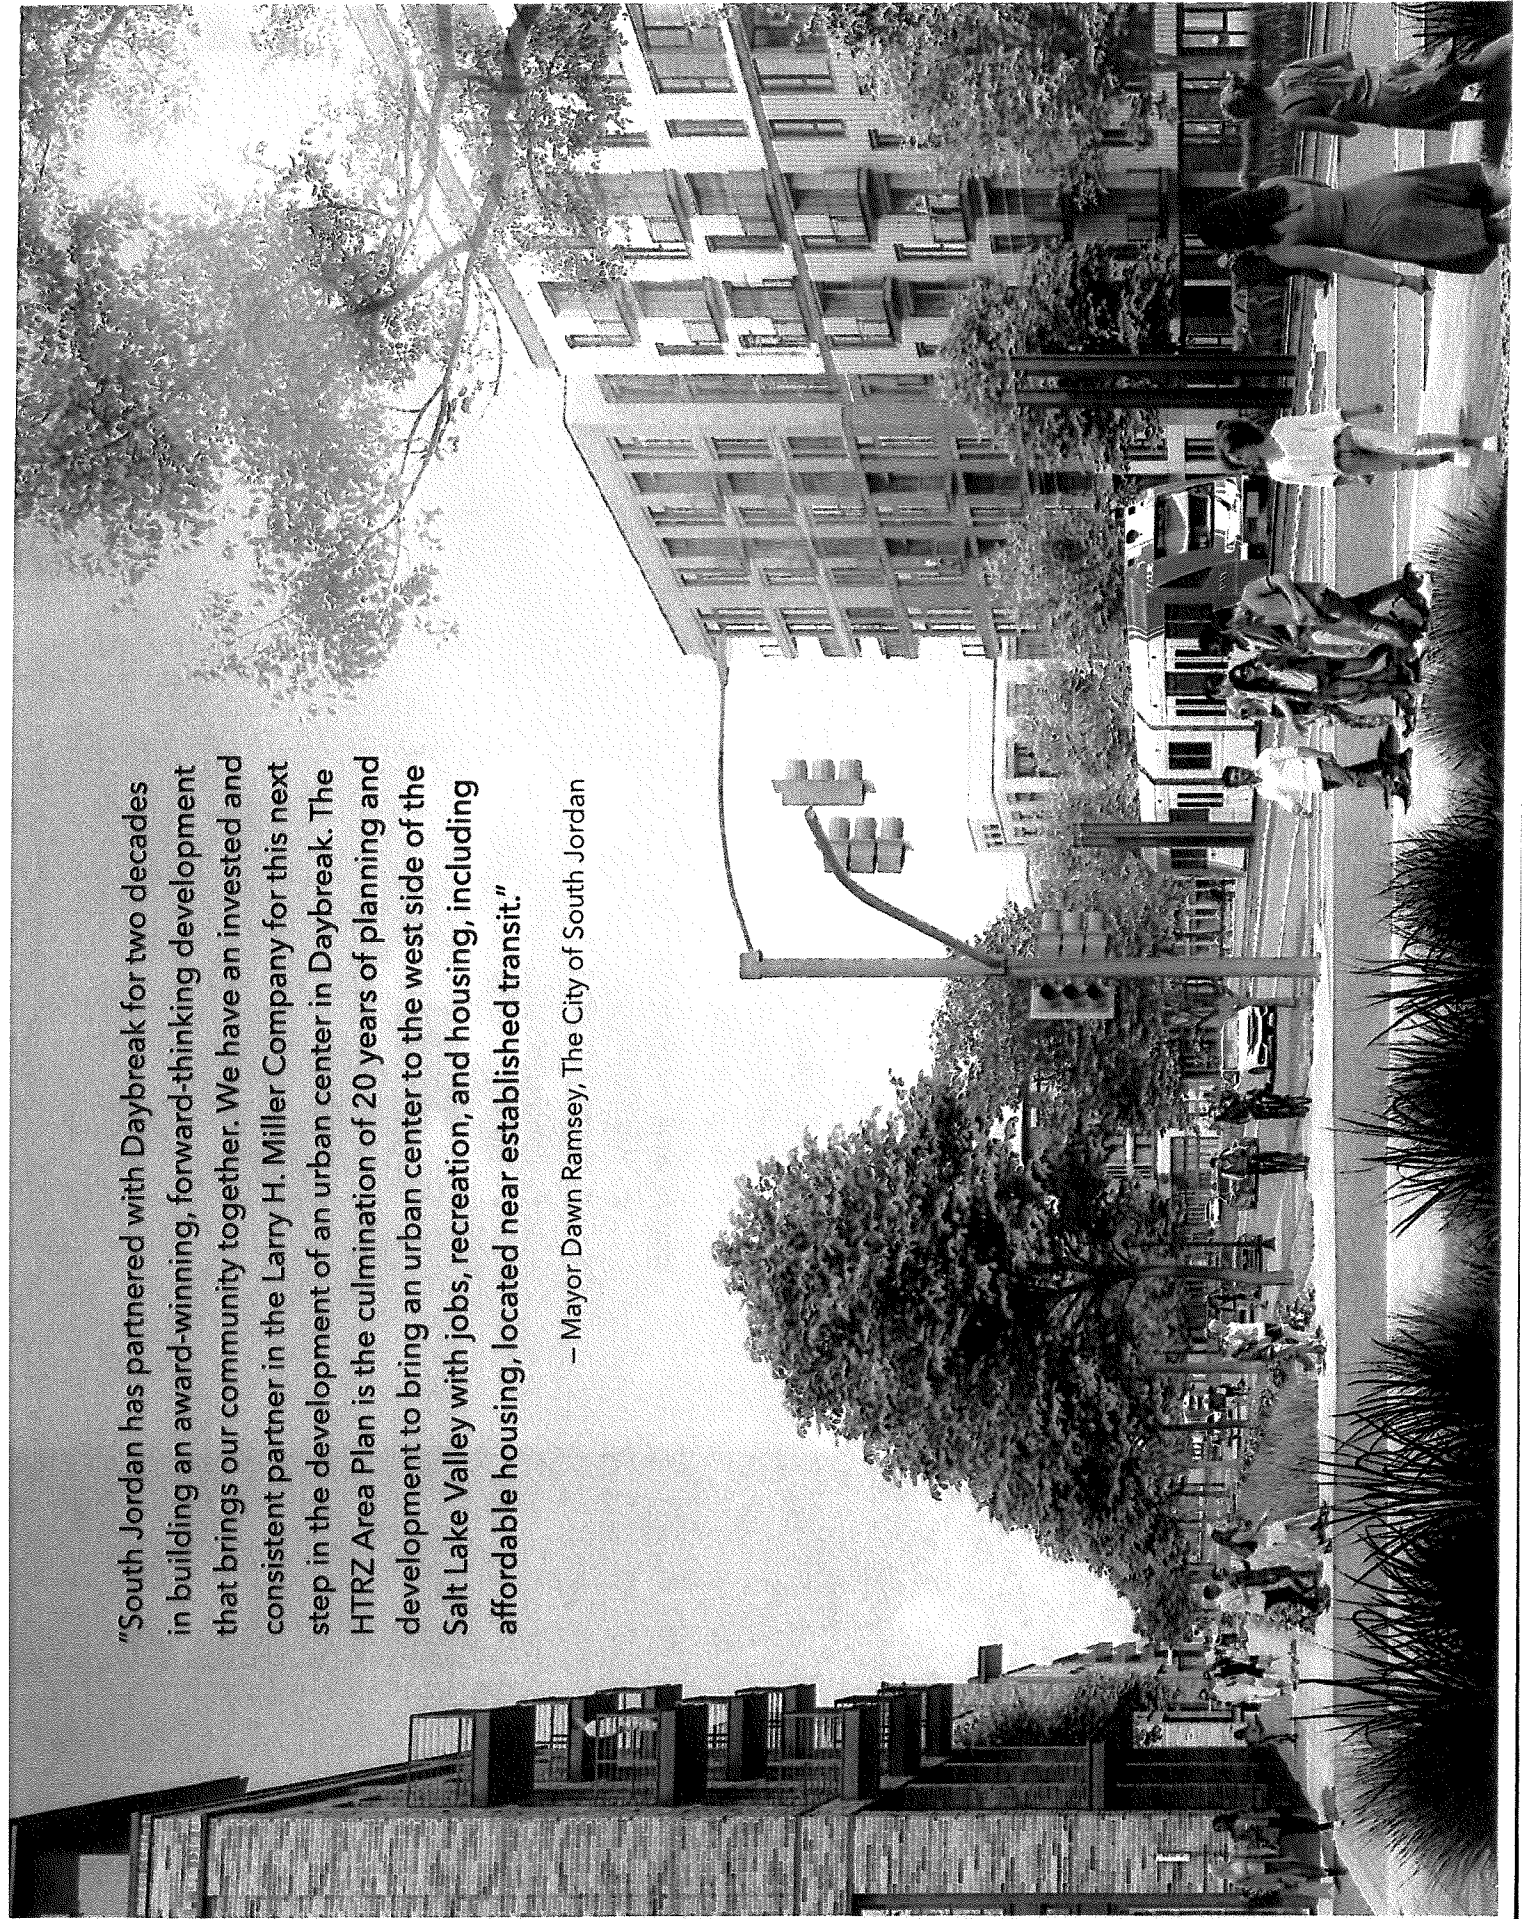 "South Jordan has partnered with Daybreak for two decades
in building an award-winning, forward-thinking development
that brings our community together. We have an invested and
consistent partner in the Larry H. Miller Company for this next
step in the development of an urban center in Daybreak. The
HTRZ Area Plan is the culmination of 20 years of planning and
development to bring an urban center to the west side of the
Salt Lake Valley with jobs, recreation, and housing, including
affordable housing, located near established transit."
– Mayor Dawn Ramsey, The City of South Jordan